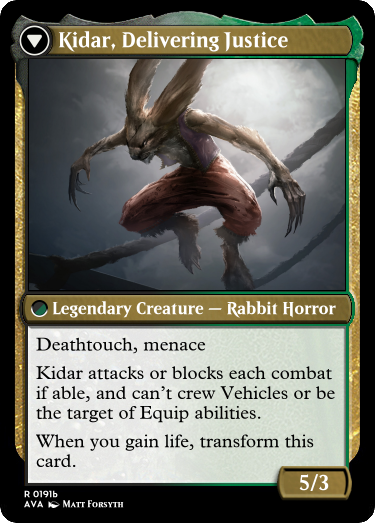 Kidar, Delivering Justice
Legendary Creature — Rabbit Horror
Deathtouch, menace
Kidar attacks or blocks each combat
if able, and can't crew Vehicles or be
the target of Equip abilities.
When you gain life, transform this
card.
5/3
R 0191b
AVA Matt Forsyth